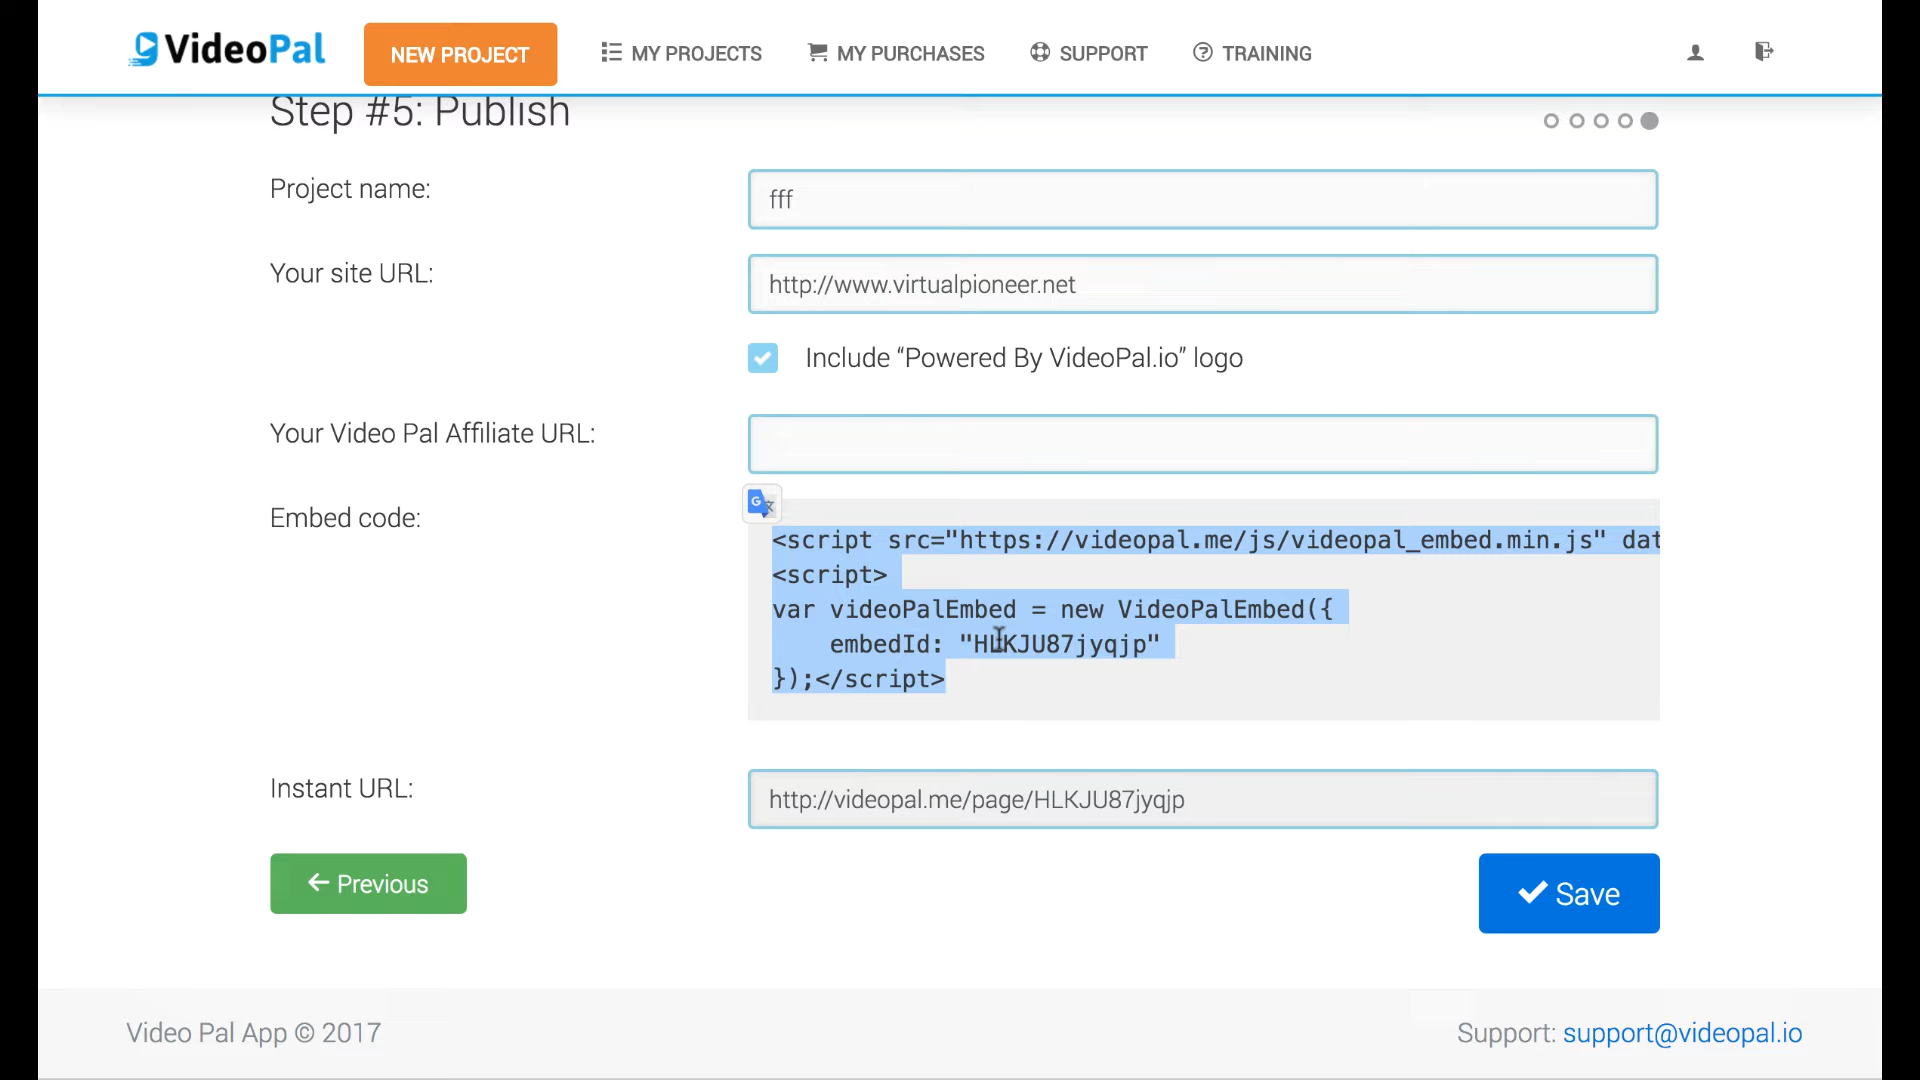 VideoPal
NEW PROJECT
MY PROJECTS
MY PURCHASES
SUPPORT
TRAINING
Step #5: Publish
Project name:
fff
Your site URL:
http://www.virtualpioneer.net
Include “Powered By VideoPal.io” logo
Your Video Pal Affiliate URL:
Embed code:
<script src="https://videopal.me/js/videopal_embed.min.js" dat
<script>
var videoPalEmbed = new VideoPalEmbed({
embedId: "HLKJU87jyqjp"
});</script>
Instant URL:
http://videopal.me/page/HLKJU87jyqjp
Previous
Save
Video Pal App © 2017
Support: support@videopal.io